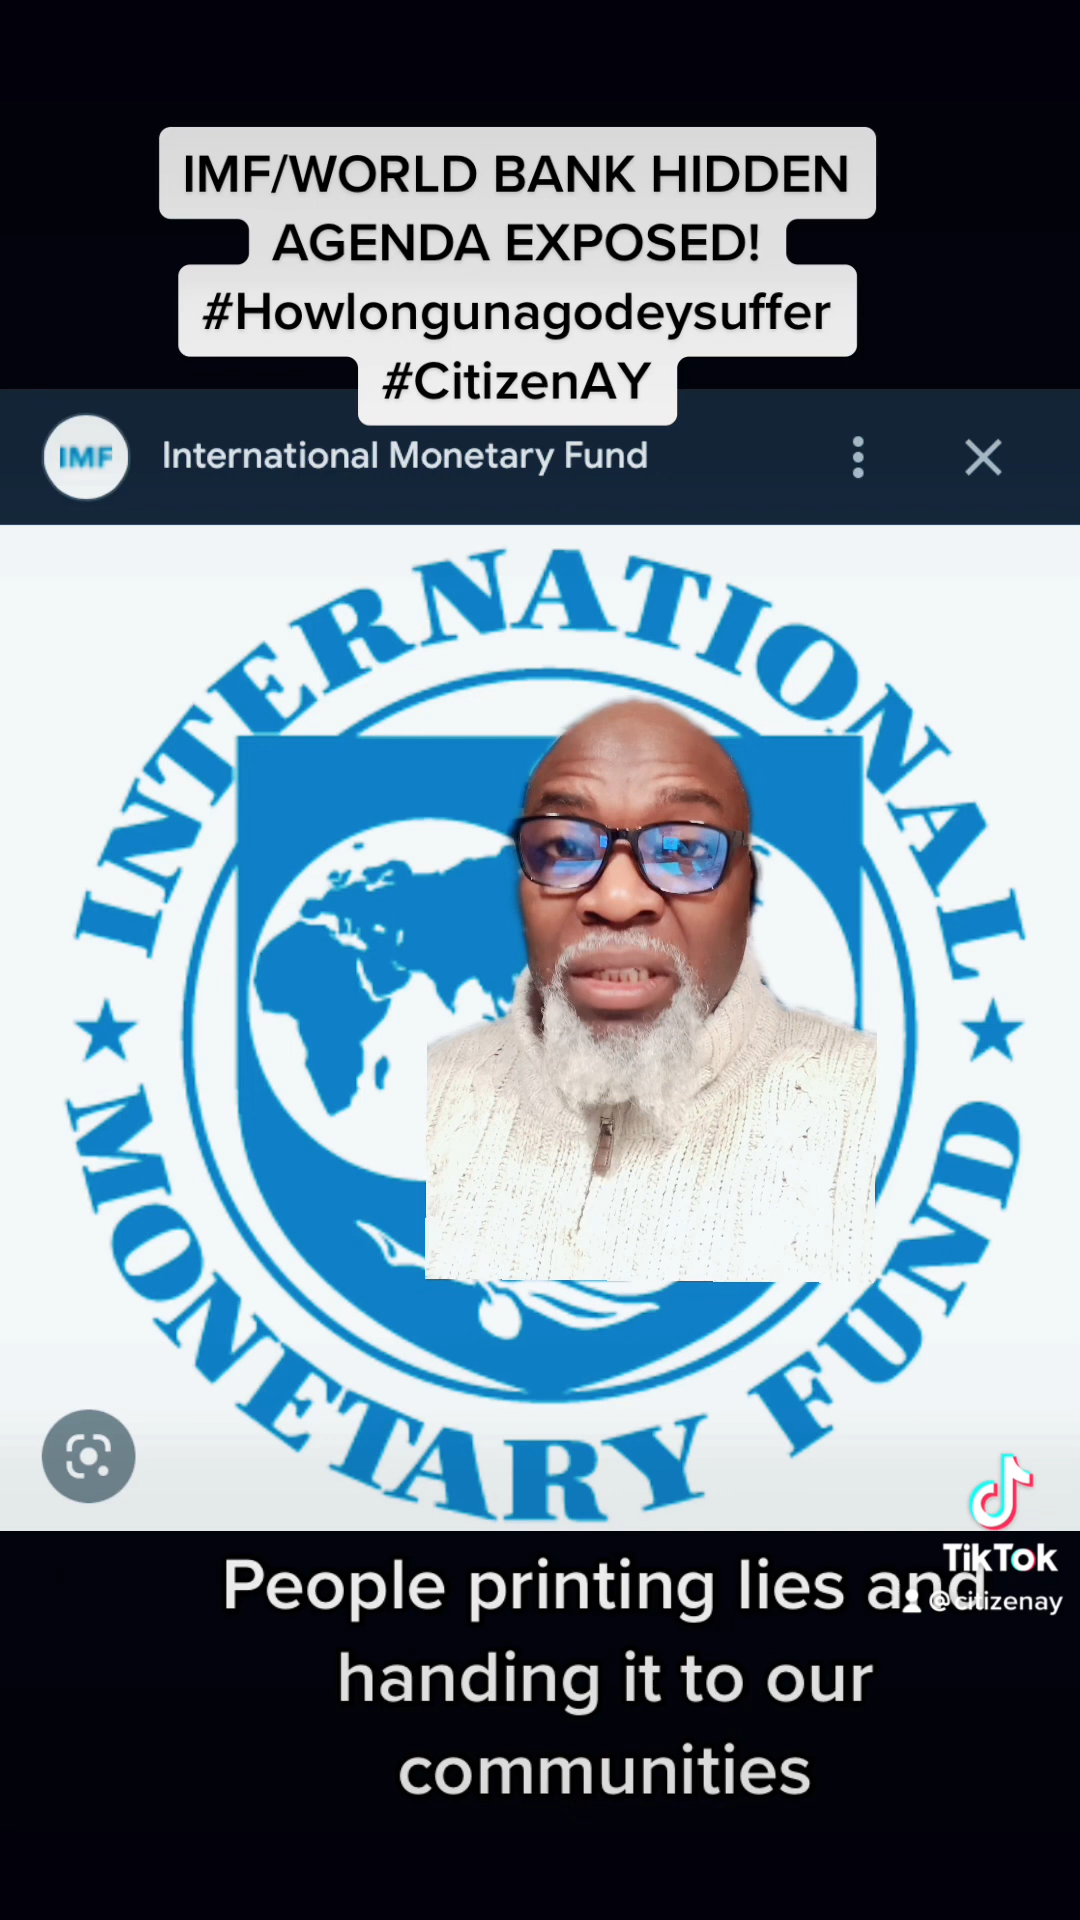 IMF/WORLD BANK HIDDEN
AGENDA EXPOSED!
#Howlongunagodeysuffer
#CitizenAY
IMF International Monetary Fund
INTERNATIONAL
MONETARY FUND
TikTok
@citizenay
People printing lies and
handing it to our
communities